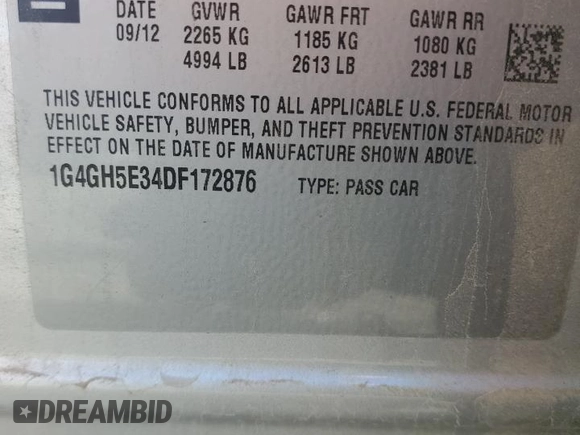 DATE GVWR GAWR FRT GAWR RR
09/12 2265 KG 1185 KG 1080 KG
4994 LB 2613 LB 2381 LB
THIS VEHICLE CONFORMS TO ALL APPLICABLE U.S. FEDERAL MOTOR
VEHICLE SAFETY, BUMPER, AND THEFT PREVENTION STANDARDS IN
EFFECT ON THE DATE OF MANUFACTURE SHOWN ABOVE.
1G4GH5E34DF172876 TYPE: PASS CAR
DREAMBID